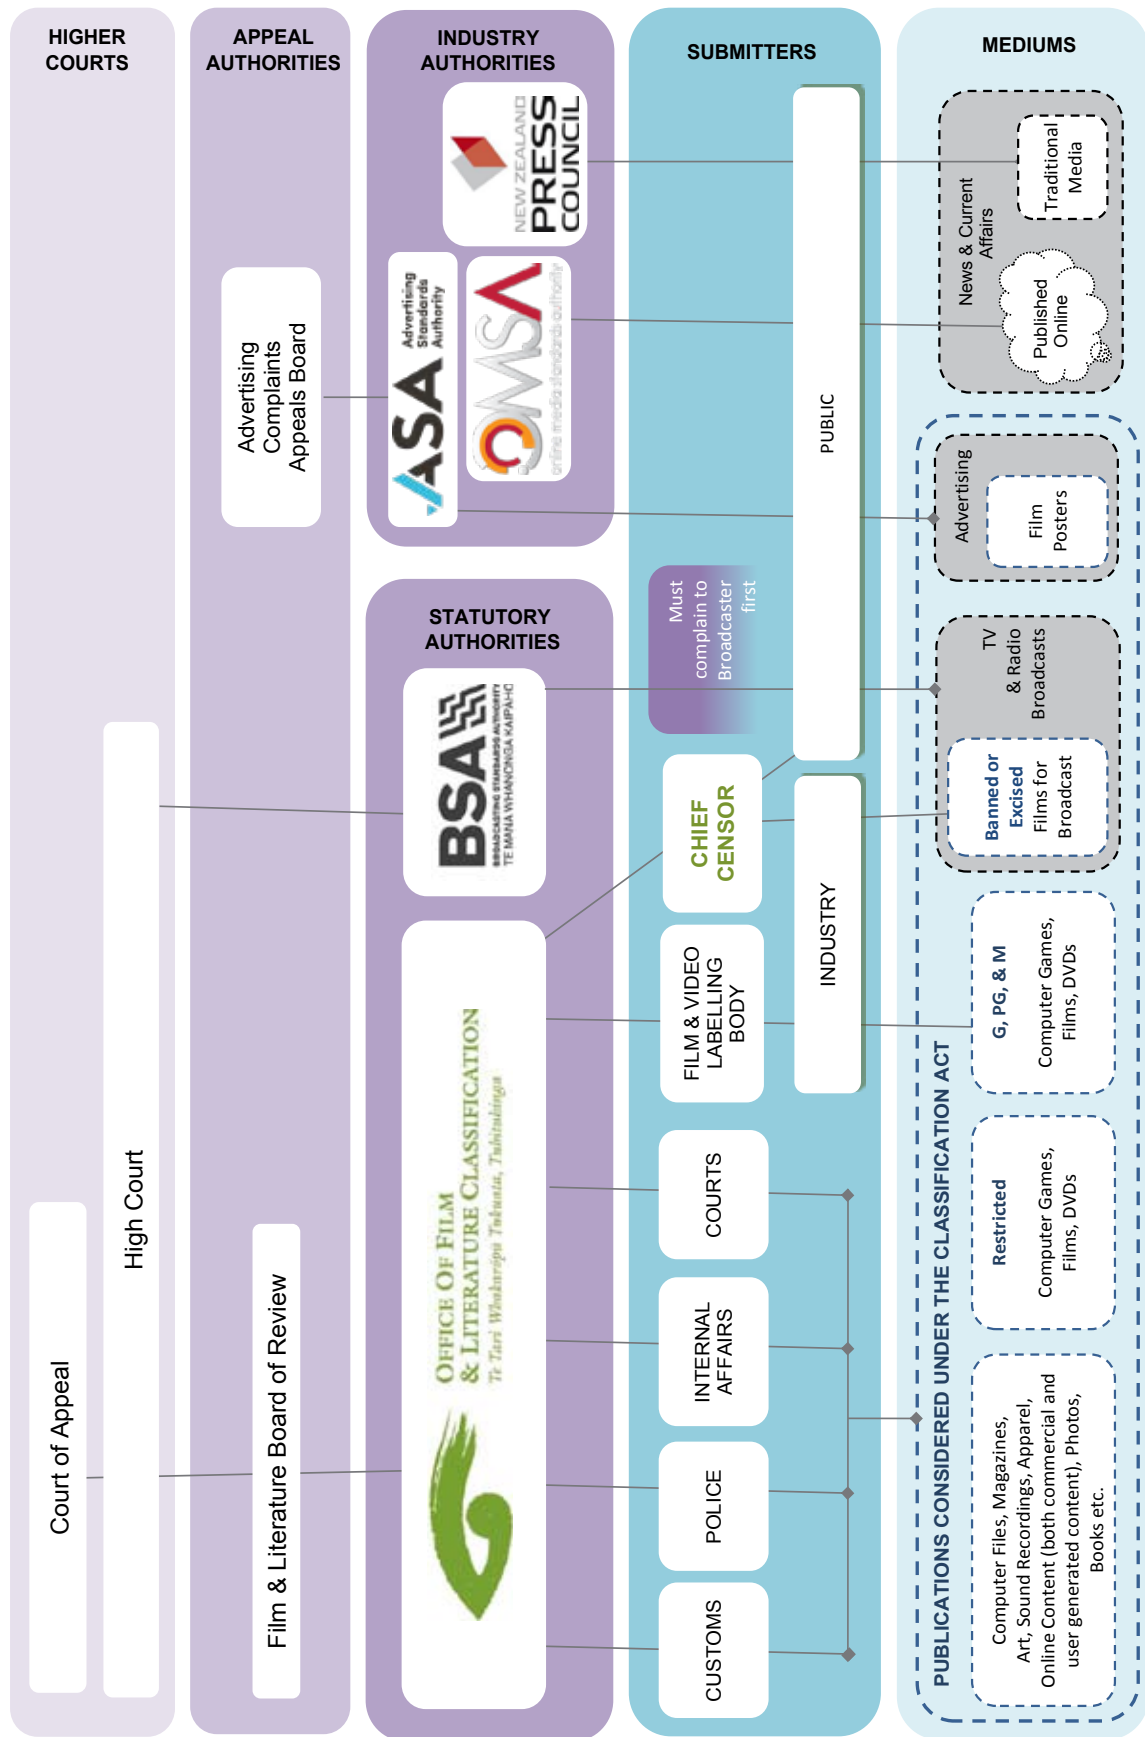 HIGHER
COURTS
Court of Appeal
High Court
APPEAL
AUTHORITIES
Advertising
Complaints
Appeals Board
Film & Literature Board of Review
INDUSTRY
AUTHORITIES
NEW ZEALAND
PRESS
COUNCIL
ASA
Advertising
Standards
Authority
OMSA
online media standards authority
STATUTORY
AUTHORITIES
BSA
BROADCASTING STANDARDS AUTHORITY
TE MANA WHANONGA KAIPAHO
OFFICE OF FILM
& LITERATURE CLASSIFICATION
Te Tari Whakarōpū Tukunta, Tuhituhinga
SUBMITTERS
PUBLIC
Must
complain to
Broadcaster
first
CHIEF
CENSOR
INDUSTRY
FILM & VIDEO
LABELLING
BODY
COURTS
INTERNAL
AFFAIRS
POLICE
CUSTOMS
MEDIUMS
News & Current
Affairs
Traditional
Media
Published
Online
Advertising
Film
Posters
TV
& Radio
Broadcasts
Banned or
Excised
Films for
Broadcast
PUBLICATIONS CONSIDERED UNDER THE CLASSIFICATION ACT
G, PG, & M
Computer Games,
Films, DVDs
Restricted
Computer Games,
Films, DVDs
Computer Files, Magazines,
Art, Sound Recordings, Apparel,
Online Content (both commercial and
user generated content), Photos,
Books etc.